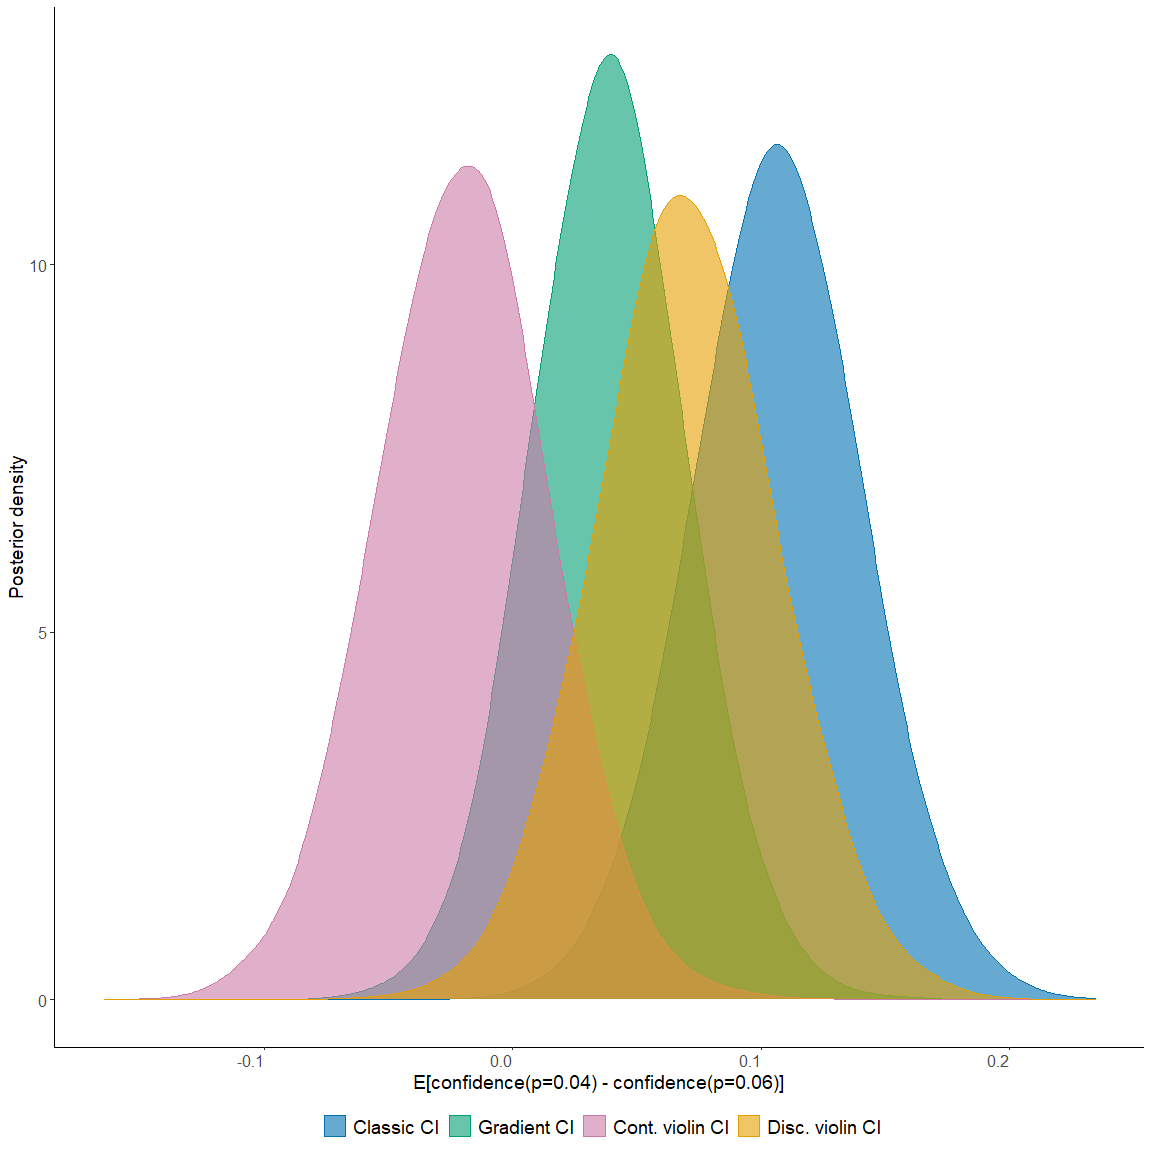 Posterior density
10
5
0
-0.1 0.0 0.1 0.2
E[confidence(p=0.04) - confidence(p=0.06)]
Classic CI Gradient CI Cont. violin CI Disc. violin CI